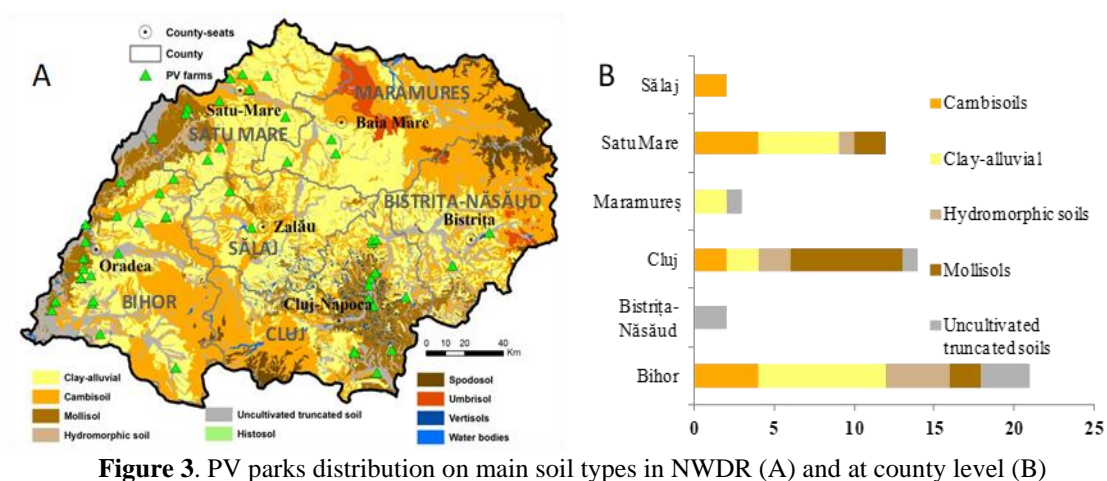 A
County-seats
County
PV farms
MARAMUREȘ
Satu-Mare
Baia Mare
SATU MARE
BISTRITA-NĂSĂUD
Bistrița
Zalău
SĂLAJ
Oradea
BIHOR
Cluj-Napoca
CLUJ
0 20 40
Km
Clay-alluvial
Cambisoil
Mollisol
Hydromorphic soil
Uncultivated truncated soil
Histosol
Spodosol
Umbrisol
Vertisols
Water bodies
B
Sălaj
SatuMare
Maramureș
Cluj
Bistrița-
Năsăud
Bihor
0 5 10 15 20 25
Cambisoils
Clay-alluvial
Hydromorphic soils
Mollisols
Uncultivated
truncated soils
Figure 3. PV parks distribution on main soil types in NWDR (A) and at county level (B)